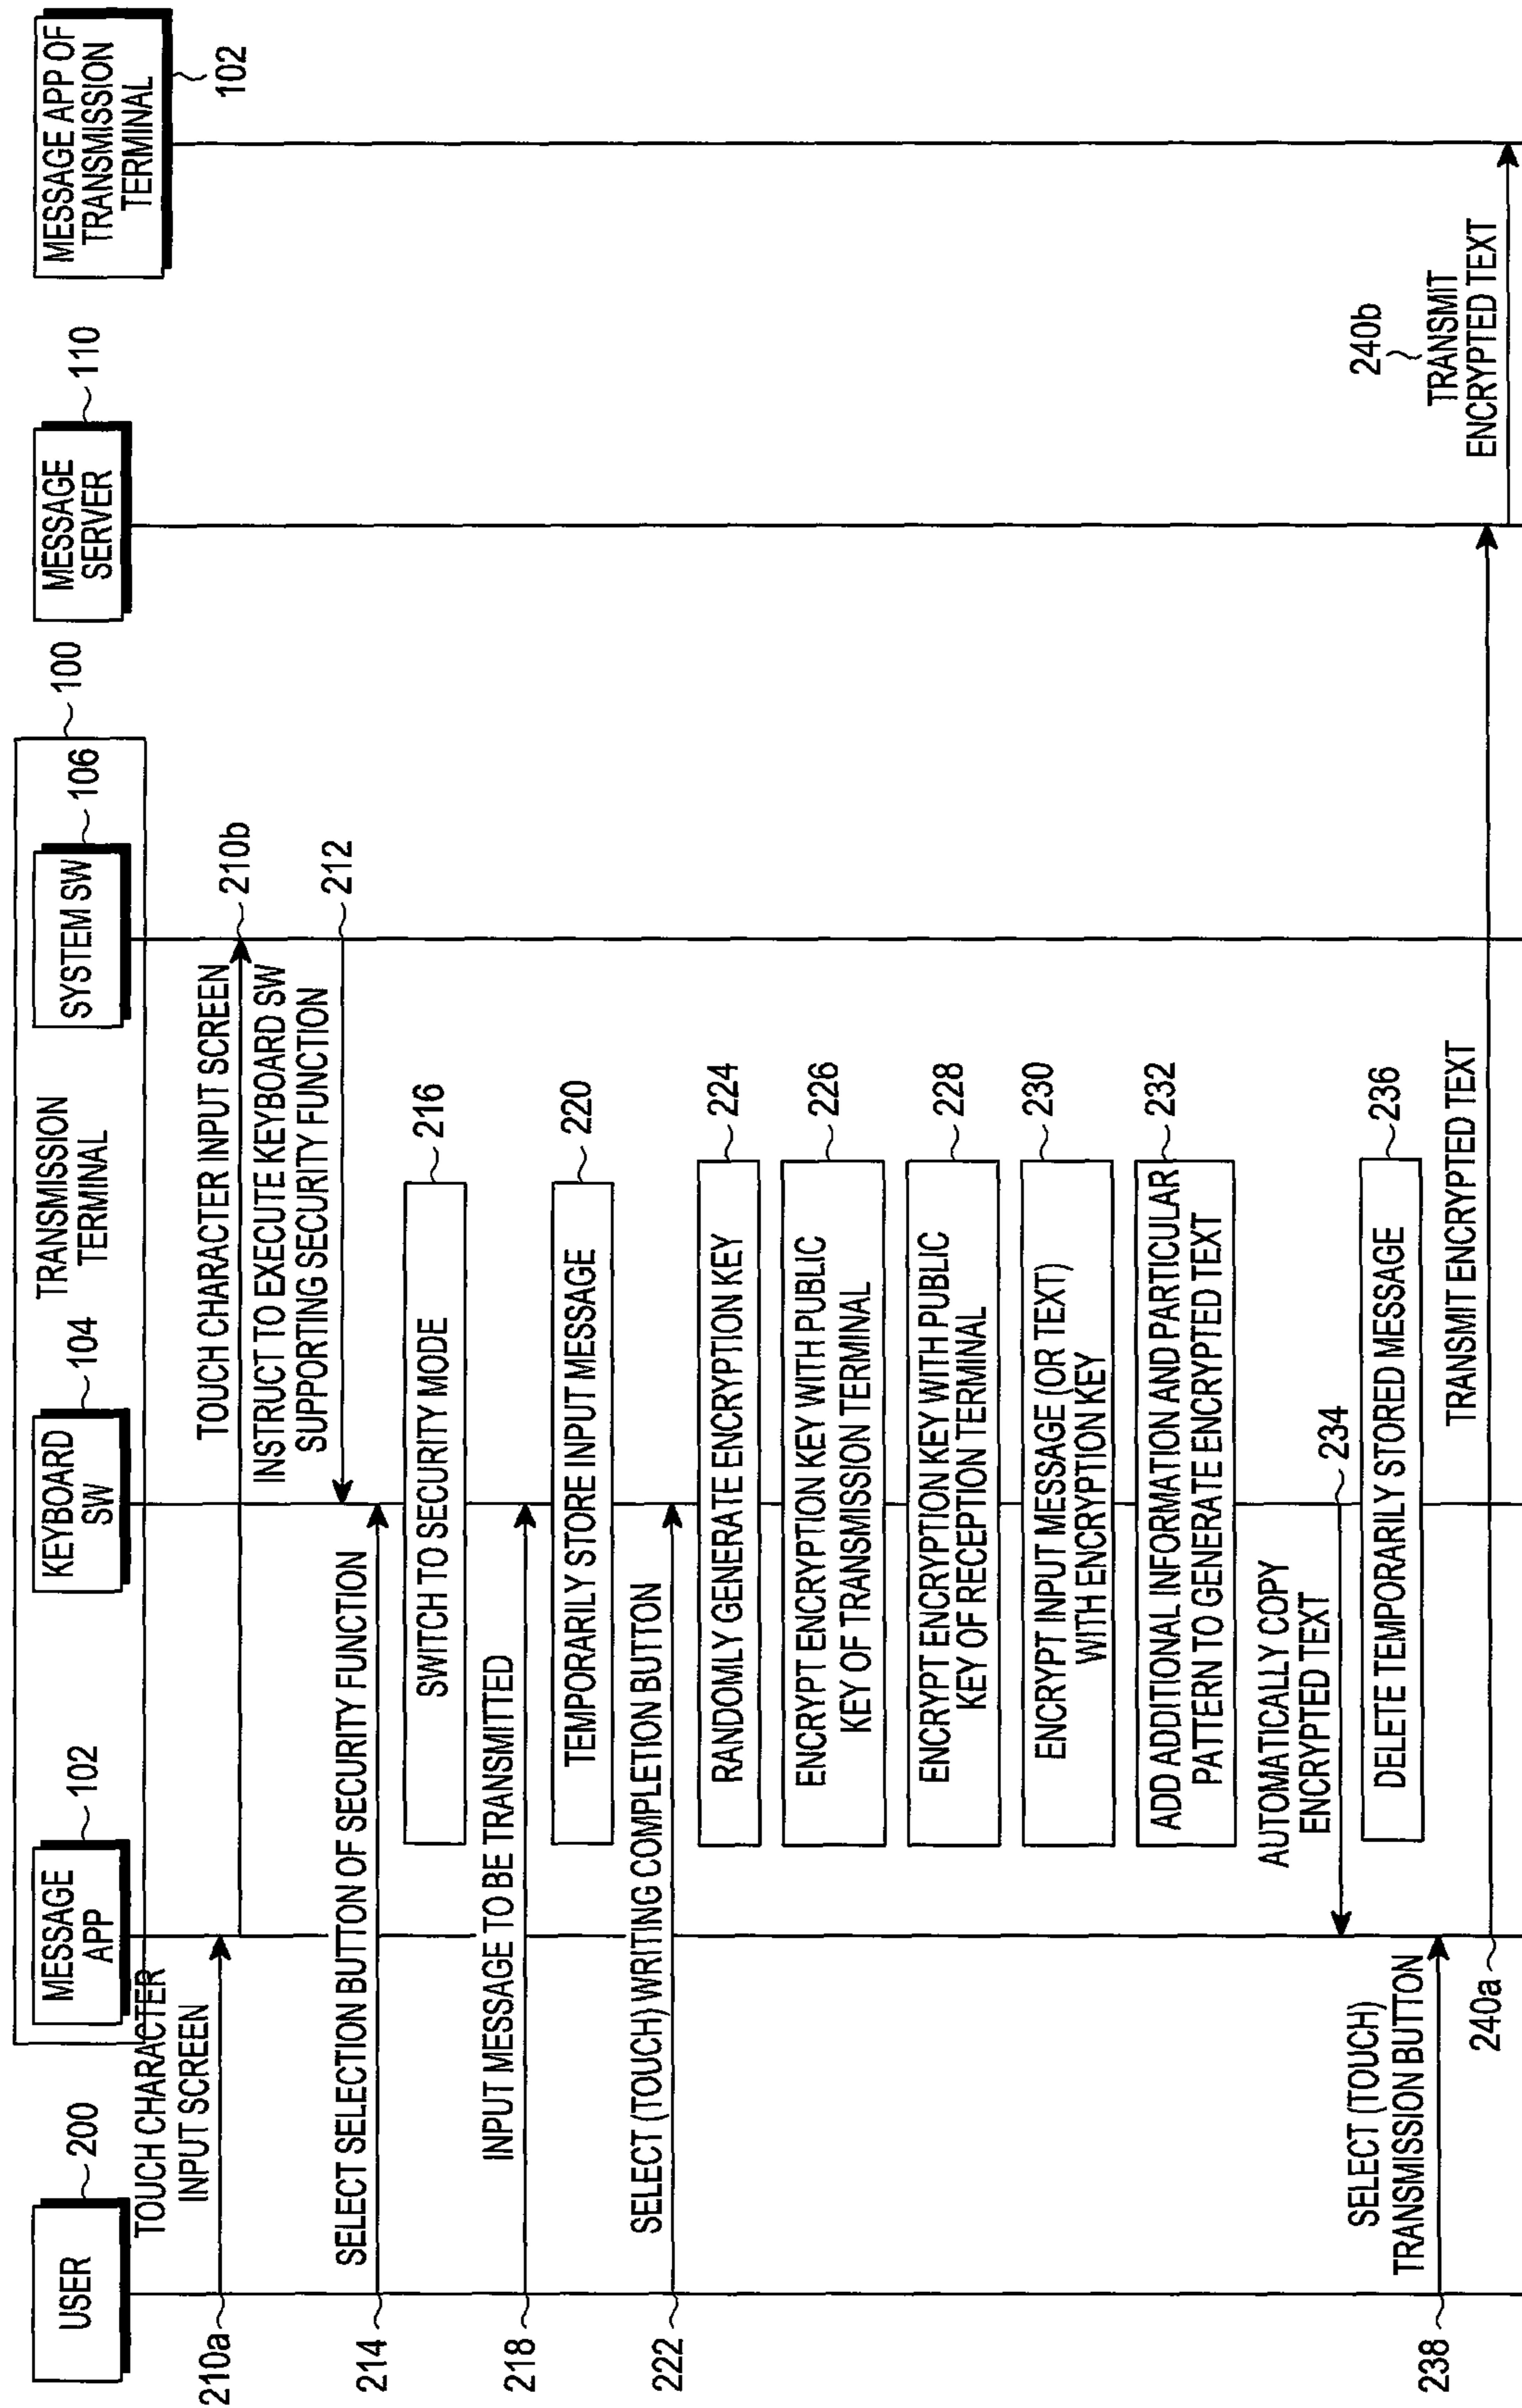 USER
200
MESSAGE
APP
102
KEYBOARD
SW
104
TRANSMISSION
TERMINAL
SYSTEM SW
106
100
MESSAGE
SERVER
110
MESSAGE APP OF
TRANSMISSION
TERMINAL
102
TOUCH CHARACTER
INPUT SCREEN
210a
TOUCH CHARACTER INPUT SCREEN
210b
INSTRUCT TO EXECUTE KEYBOARD SW
SUPPORTING SECURITY FUNCTION
212
SELECT SELECTION BUTTON OF SECURITY FUNCTION
214
SWITCH TO SECURITY MODE
216
INPUT MESSAGE TO BE TRANSMITTED
218
TEMPORARILY STORE INPUT MESSAGE
220
SELECT (TOUCH) WRITING COMPLETION BUTTON
222
RANDOMLY GENERATE ENCRYPTION KEY
224
ENCRYPT ENCRYPTION KEY WITH PUBLIC
KEY OF TRANSMISSION TERMINAL
226
ENCRYPT ENCRYPTION KEY WITH PUBLIC
KEY OF RECEPTION TERMINAL
228
ENCRYPT INPUT MESSAGE (OR TEXT)
WITH ENCRYPTION KEY
230
ADD ADDITIONAL INFORMATION AND PARTICULAR
PATTERN TO GENERATE ENCRYPTED TEXT
232
AUTOMATICALLY COPY
ENCRYPTED TEXT
234
DELETE TEMPORARILY STORED MESSAGE
236
SELECT (TOUCH)
TRANSMISSION BUTTON
238
TRANSMIT ENCRYPTED TEXT
240a
240b
TRANSMIT
ENCRYPTED TEXT